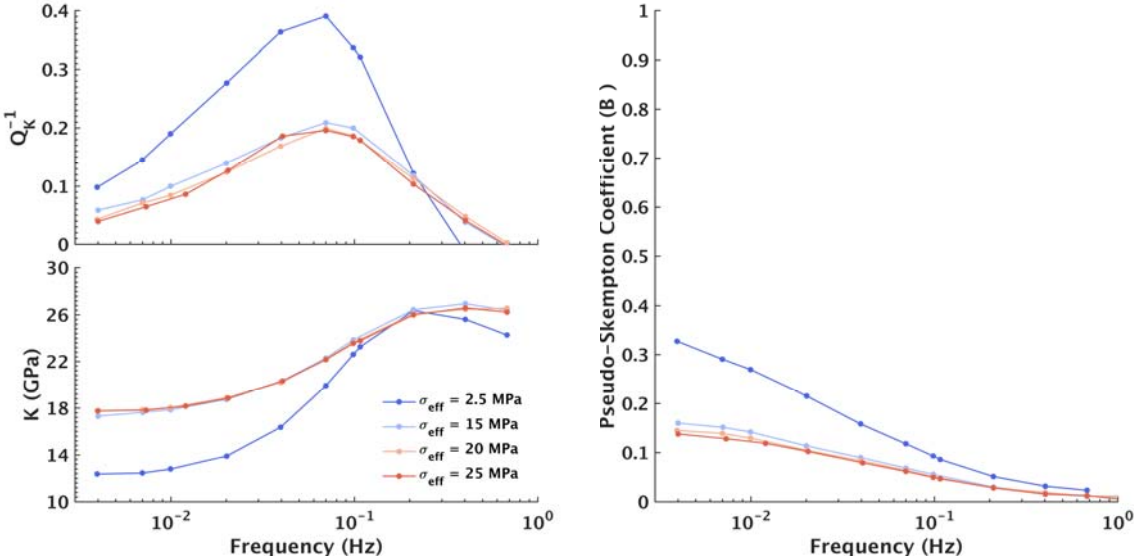 0.4
0.3
0.2
0.1
0
Q_K^{-1}
30
26
22
18
14
10
K (GPa)
σ_eff = 2.5 MPa
σ_eff = 15 MPa
σ_eff = 20 MPa
σ_eff = 25 MPa
10^{-2} 10^{-1} 10^{0}
Frequency (Hz)
1
0.9
0.8
0.7
0.6
0.5
0.4
0.3
0.2
0.1
0
Pseudo-Skempton Coefficient (B )
10^{-2} 10^{-1} 10^{0}
Frequency (Hz)